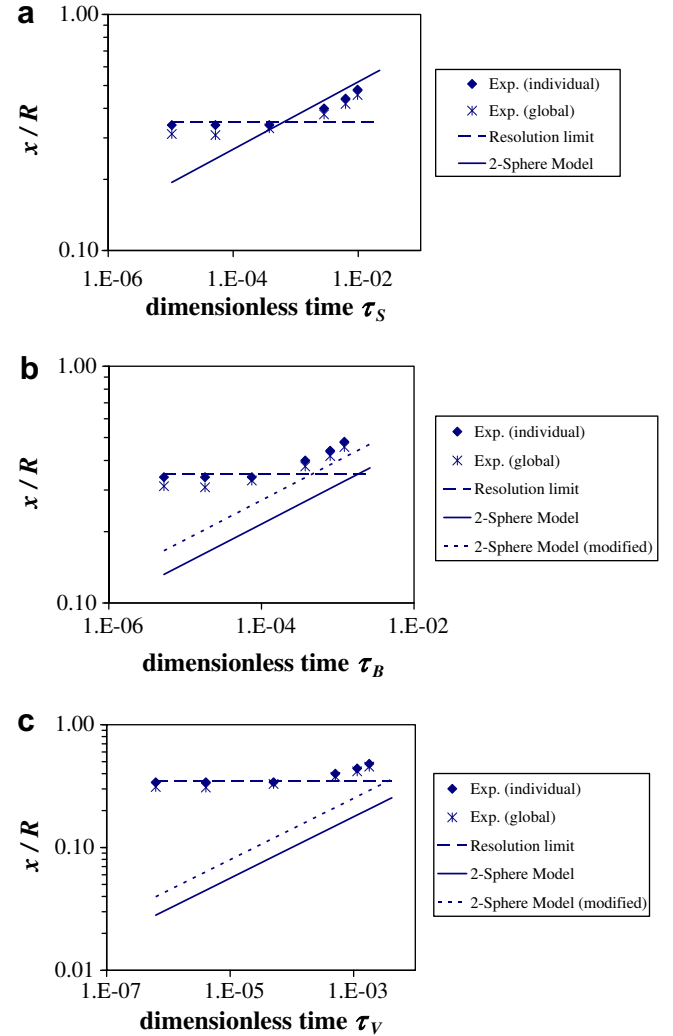 a
1.00
0.10
x / R
1.E-06
1.E-04
1.E-02
dimensionless time τS
Exp. (individual)
Exp. (global)
Resolution limit
2-Sphere Model
b
1.00
0.10
x / R
1.E-06
1.E-04
1.E-02
dimensionless time τB
Exp. (individual)
Exp. (global)
Resolution limit
2-Sphere Model
2-Sphere Model (modified)
c
1.00
0.10
0.01
x / R
1.E-07
1.E-05
1.E-03
dimensionless time τV
Exp. (individual)
Exp. (global)
Resolution limit
2-Sphere Model
2-Sphere Model (modified)